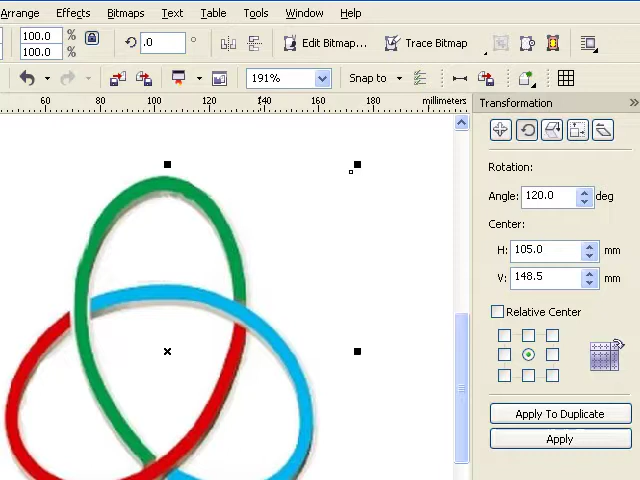 Arrange Effects Bitmaps Text Table Tools Window Help
100.0 %
100.0 %
.0 °
Edit Bitmap...
Trace Bitmap
191%
Snap to
60 80 100 120 140 160 180 millimeters
Transformation
Rotation:
Angle: 120.0 deg
Center:
H: 105.0 mm
V: 148.5 mm
Relative Center
Apply To Duplicate
Apply